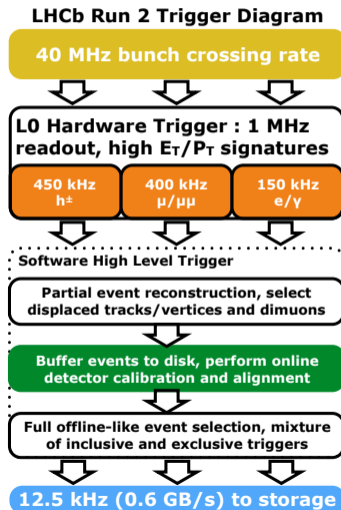 LHCb Run 2 Trigger Diagram
40 MHz bunch crossing rate
L0 Hardware Trigger : 1 MHz
readout, high ET/PT signatures
450 kHz
h±
400 kHz
μ/μμ
150 kHz
e/γ
Software High Level Trigger
Partial event reconstruction, select
displaced tracks/vertices and dimuons
Buffer events to disk, perform online
detector calibration and alignment
Full offline-like event selection, mixture
of inclusive and exclusive triggers
12.5 kHz (0.6 GB/s) to storage